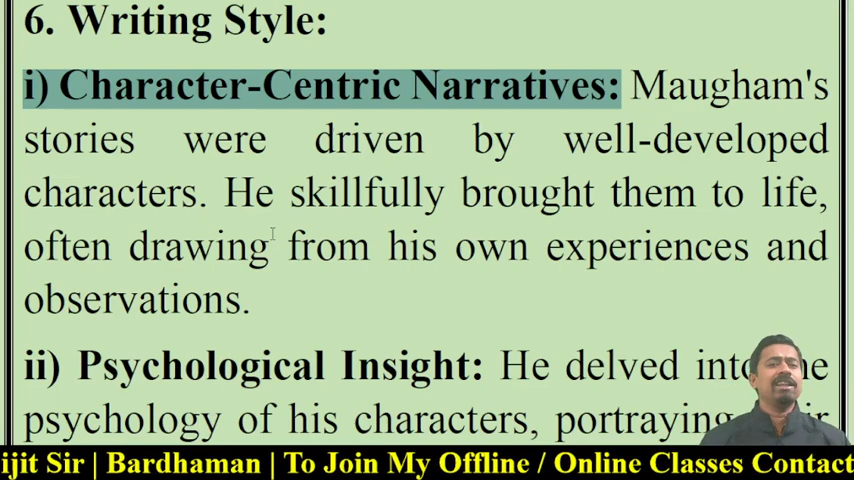 6. Writing Style:
i) Character-Centric Narratives: Maugham's
stories were driven by well-developed
characters. He skillfully brought them to life,
often drawing from his own experiences and
observations.
ii) Psychological Insight: He delved into
psychology of his characters, portraying
ijit Sir | Bardhaman | To Join My Offline / Online Classes Contact